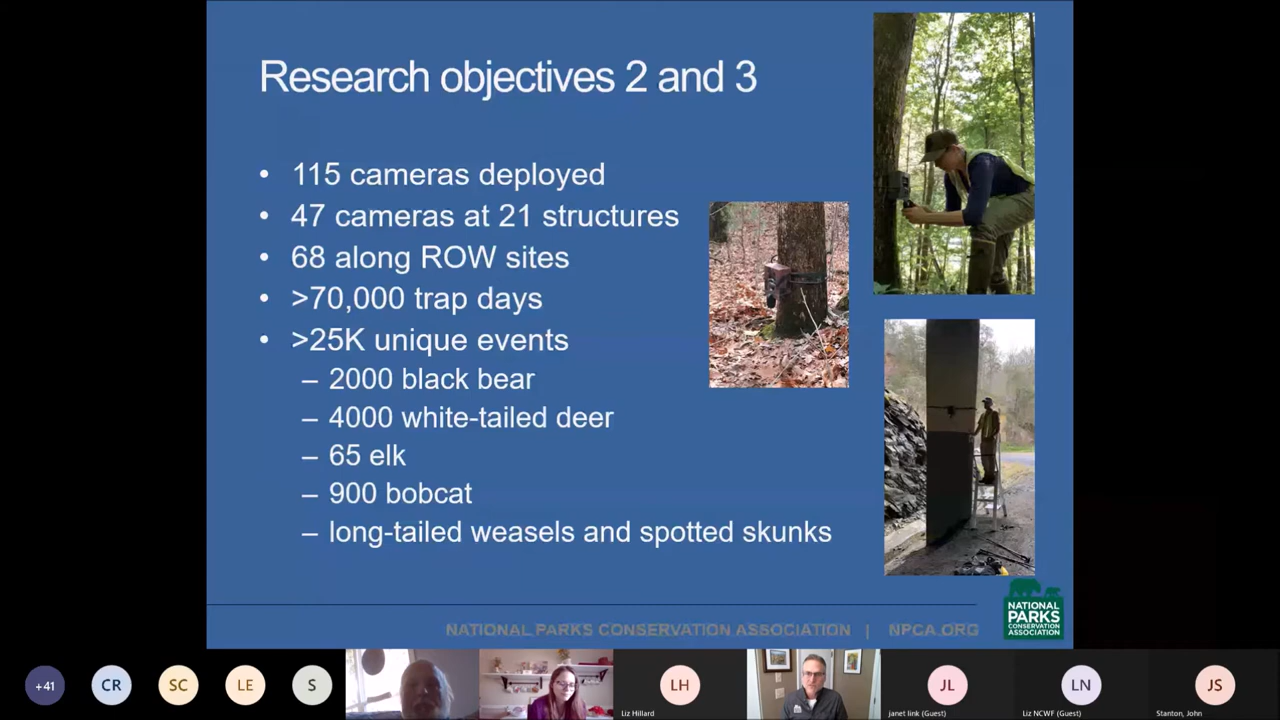 Research objectives 2 and 3
• 115 cameras deployed
• 47 cameras at 21 structures
• 68 along ROW sites
• >70,000 trap days
• >25K unique events
– 2000 black bear
– 4000 white-tailed deer
– 65 elk
– 900 bobcat
– long-tailed weasels and spotted skunks
NATIONAL PARKS CONSERVATION ASSOCIATION | NPCA.ORG
NATIONAL
PARKS
CONSERVATION
ASSOCIATION
+41
CR
SC
LE
S
LH
Liz Hillard
JL
janet link (Guest)
LN
Liz NCWF (Guest)
JS
Stanton, John